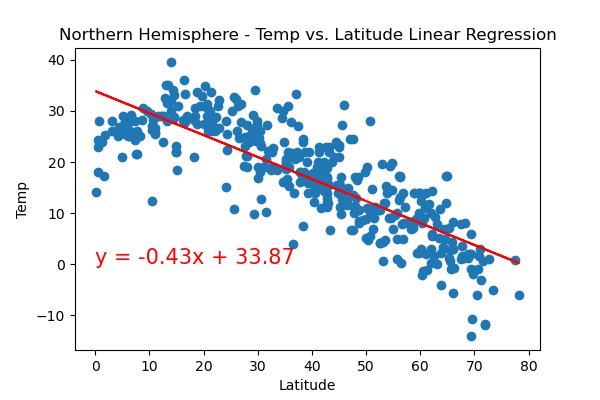 Northern Hemisphere - Temp vs. Latitude Linear Regression
40
30
20
10
0
−10
Temp
y = -0.43x + 33.87
0 10 20 30 40 50 60 70 80
Latitude